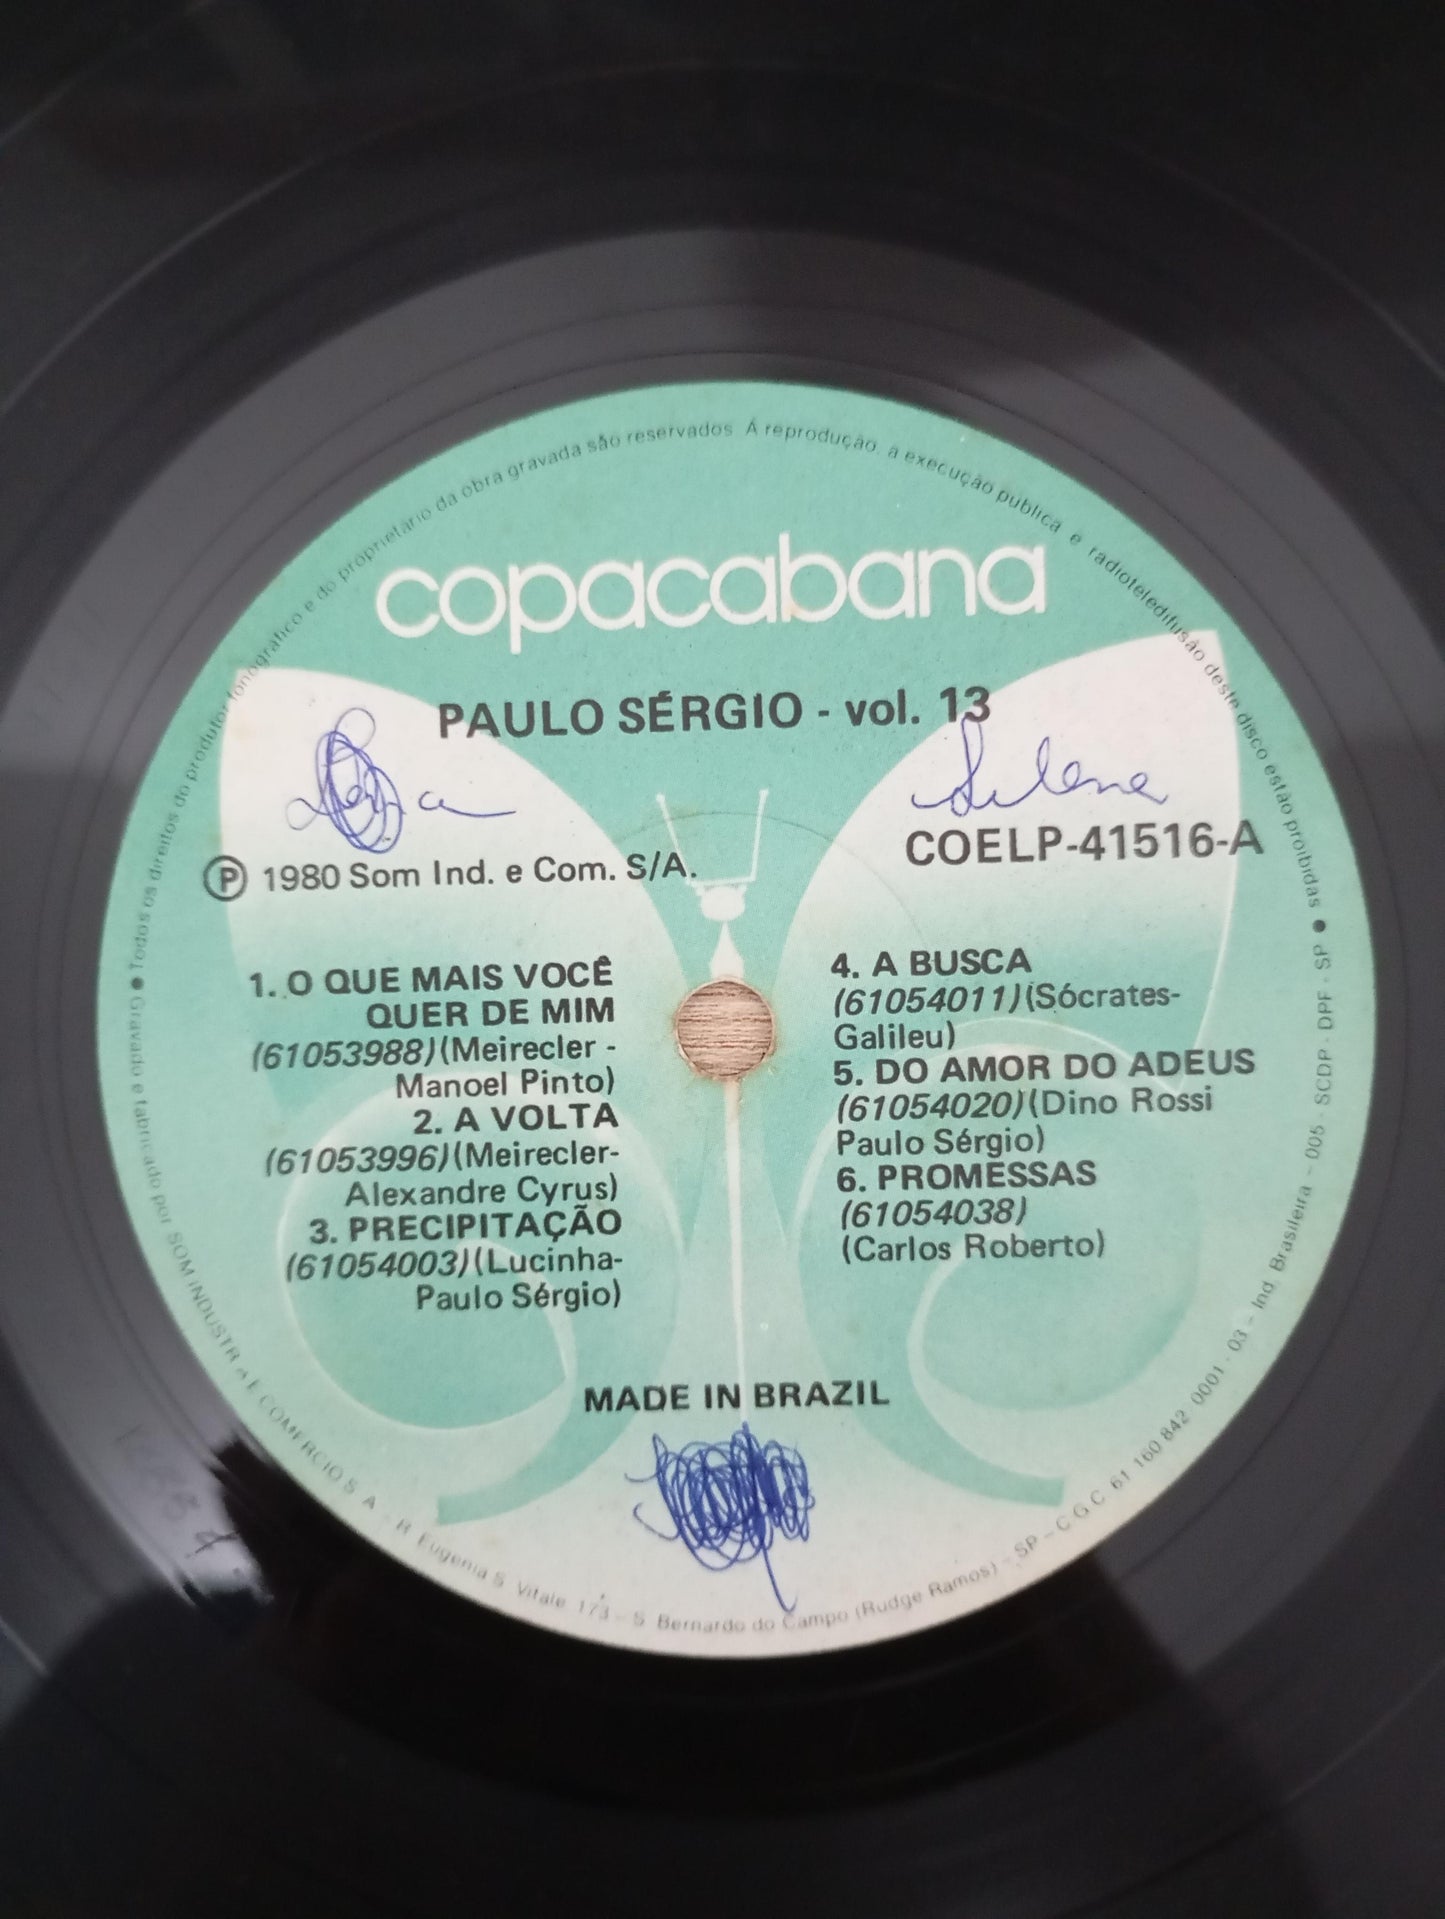 ● Todos os direitos do produtor fonográfico e do proprietário da obra gravada são reservados A reprodução, a execução pública e radioteledifusão deste disco estão proibidas ●
copacabana
PAULO SÉRGIO - vol. 13
Silene
COELP-41516-A
Ⓟ 1980 Som Ind. e Com. S/A.
1. O QUE MAIS VOCÊ
QUER DE MIM
(61053988)(Meirecler -
Manoel Pinto)
2. A VOLTA
(61053996)(Meirecler-
Alexandre Cyrus)
3. PRECIPITAÇÃO
(61054003)(Lucinha-
Paulo Sérgio)
4. A BUSCA
(61054011)(Sócrates-
Galileu)
5. DO AMOR DO ADEUS
(61054020)(Dino Rossi
Paulo Sérgio)
6. PROMESSAS
(61054038)
(Carlos Roberto)
MADE IN BRAZIL
Gravado e fabricado por SOM INDUSTR A E COMERCIO S A - R Eugenia S Vitale 173 - S Bernardo do Campo (Rudge Ramos) - SP - C G C 61 160 842 0001 - 03 - Ind Brasileira - 005 - SCDP - DPF - SP